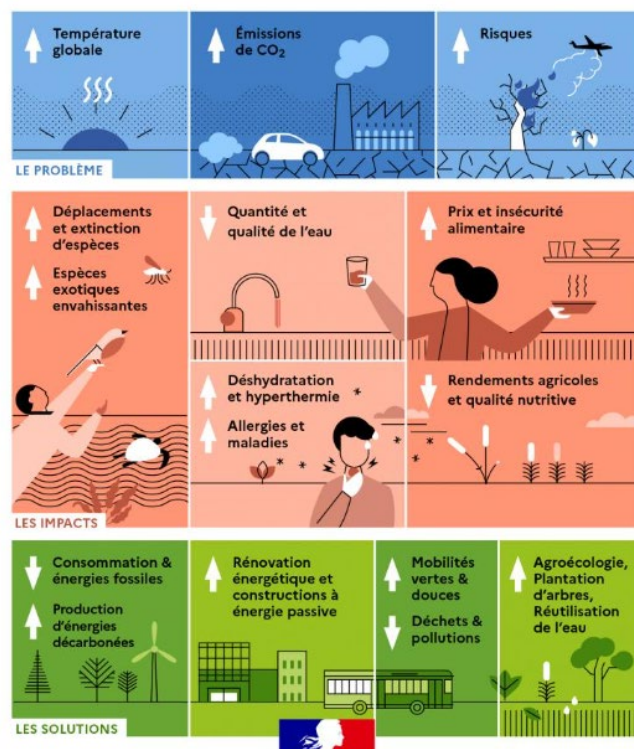 Température
globale
Émissions
de CO₂
Risques
LE PROBLÈME
Déplacements
et extinction
d'espèces
Espèces
exotiques
envahissantes
Quantité et
qualité de l'eau
Prix et insécurité
alimentaire
Déshydratation
et hyperthermie
Allergies et
maladies
Rendements agricoles
et qualité nutritive
LES IMPACTS
Consommation &
énergies fossiles
Production
d'énergies
décarbonées
Rénovation
énergétique et
constructions à
énergie passive
Mobilités
vertes &
douces
Déchets &
pollutions
Agroécologie,
Plantation
d'arbres,
Réutilisation
de l'eau
LES SOLUTIONS